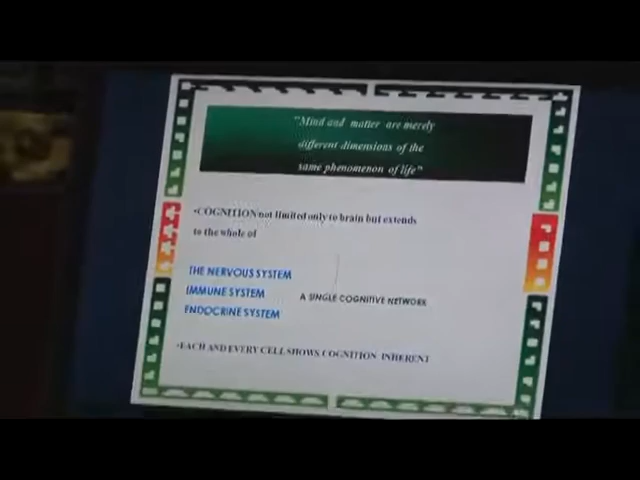 "Mind and matter are merely
different dimensions of the
same phenomenon of life"
•COGNITION not limited only to brain but extends
to the whole of
THE NERVOUS SYSTEM
IMMUNE SYSTEM
A SINGLE COGNITIVE NETWORK
ENDOCRINE SYSTEM
•EACH AND EVERY CELL SHOWS COGNITION INHERENT